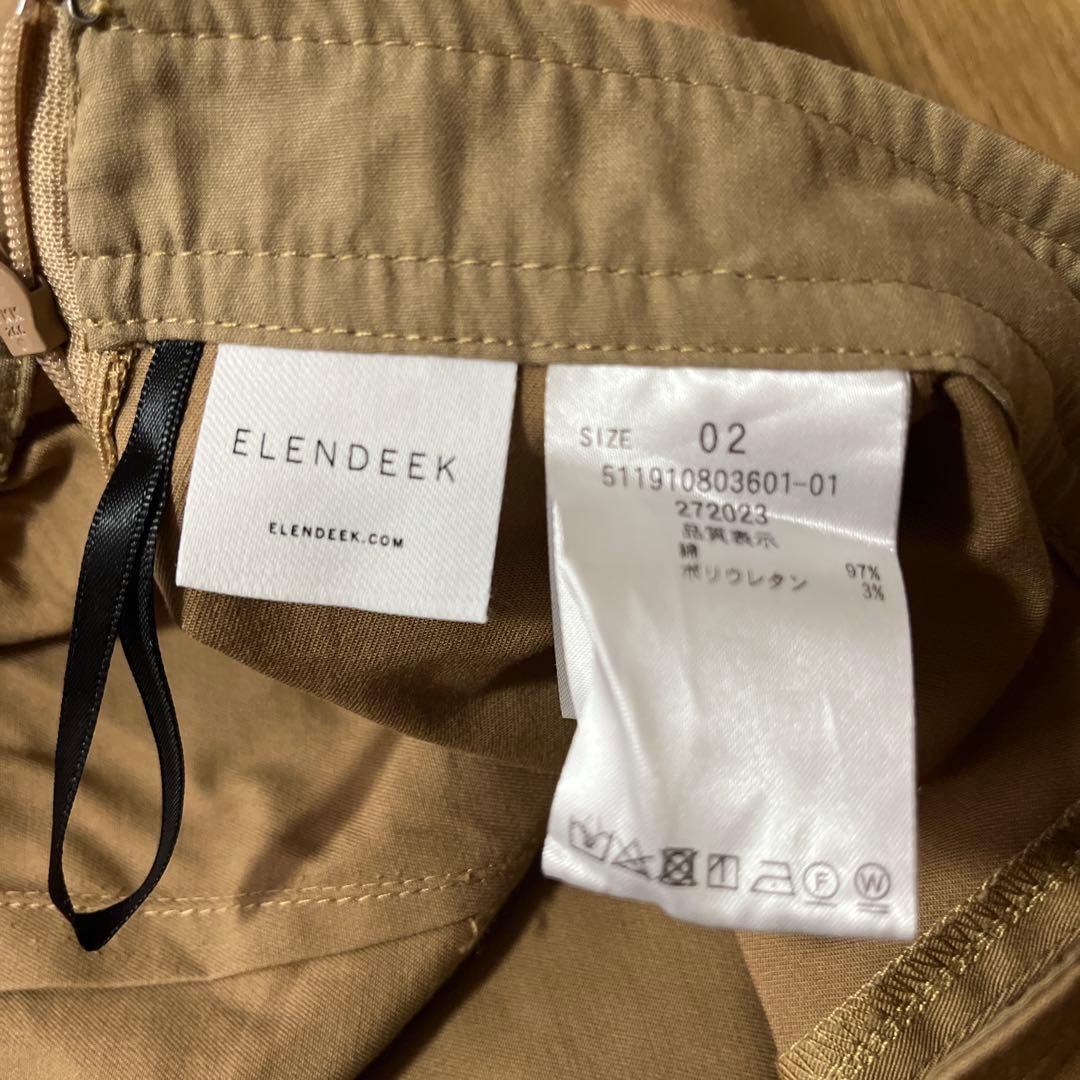 ELENDEEK
ELENDEEK.COM
SIZE 02
511910803601-01
272023
品質表示
綿 97%
ポリウレタン 3%
F
W